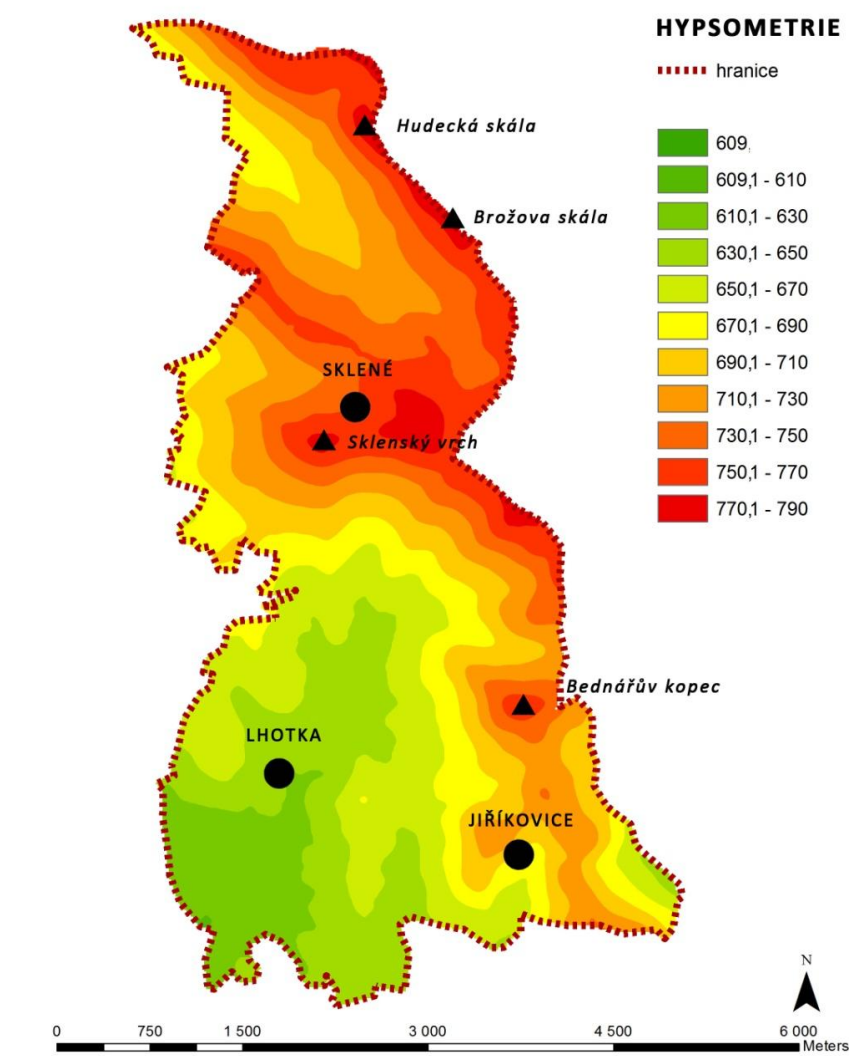 HYPSOMETRIE
hranice
609,
609,1 - 610
610,1 - 630
630,1 - 650
650,1 - 670
670,1 - 690
690,1 - 710
710,1 - 730
730,1 - 750
750,1 - 770
770,1 - 790
Hudecká skála
Brožova skála
SKLENÉ
Sklenský vrch
Bednářův kopec
LHOTKA
JIŘÍKOVICE
N
0 750 1 500 3 000 4 500 6 000
Meters